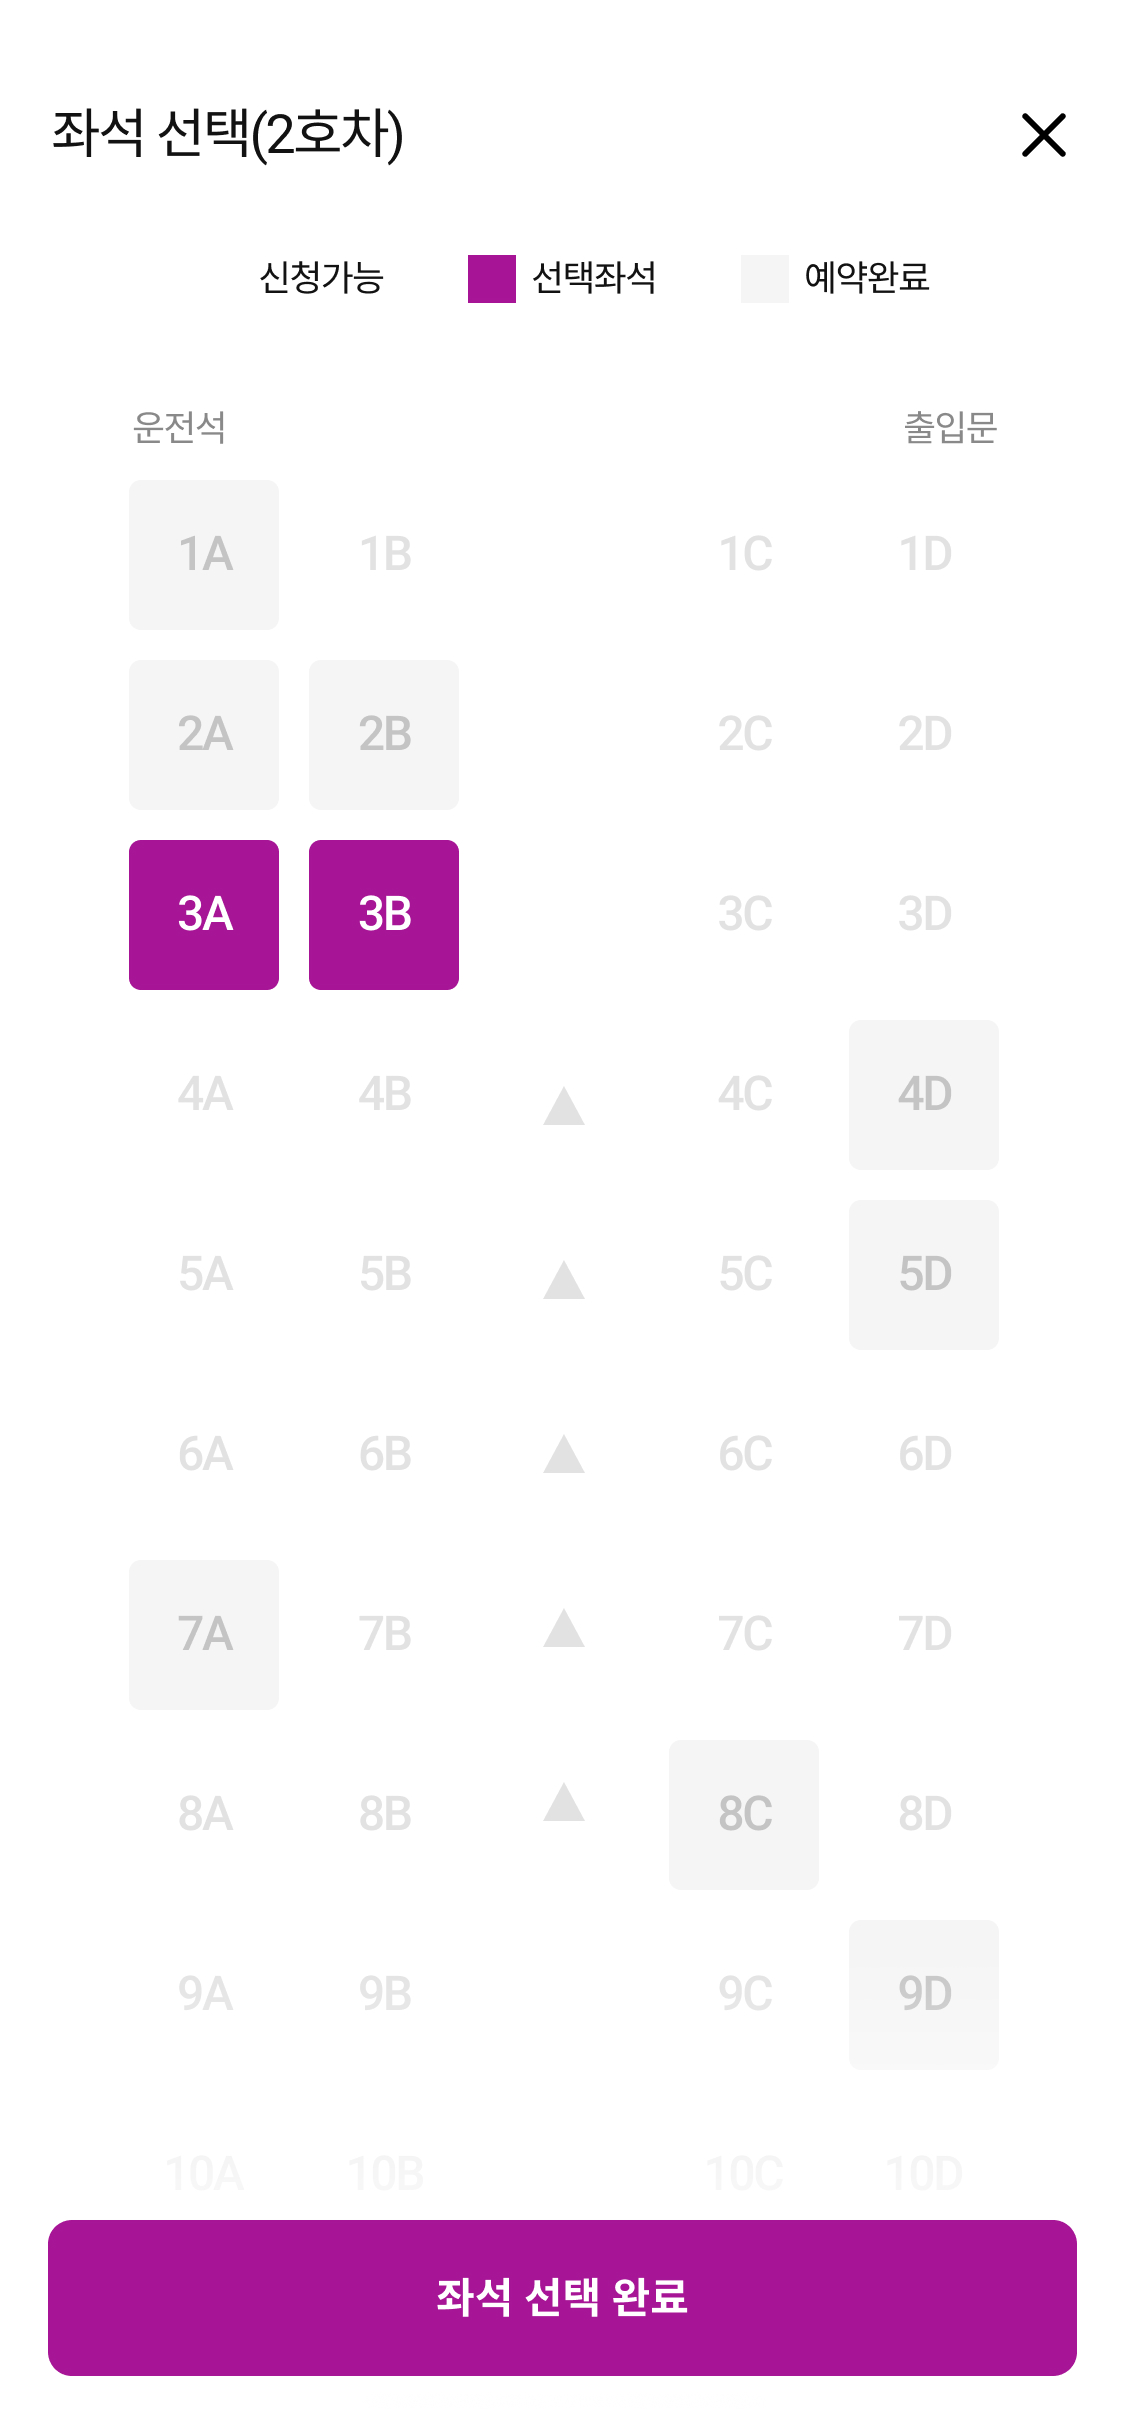 좌석 선택(2호차)
신청가능 선택좌석 예약완료
운전석 출입문
1A 1B 1C 1D
2A 2B 2C 2D
3A 3B 3C 3D
4A 4B 4C 4D
5A 5B 5C 5D
6A 6B 6C 6D
7A 7B 7C 7D
8A 8B 8C 8D
9A 9B 9C 9D
10A 10B 10C 10D
좌석 선택 완료